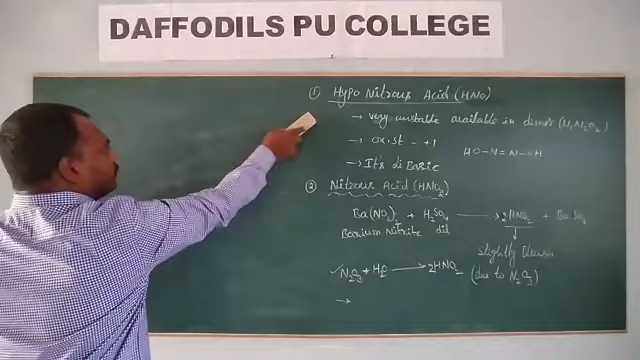 DAFFODILS PU COLLEGE
① Hypo Nitrous Acid (HNO)
→ very unstable available in dimer (H₂N₂O₂)
→ ox.st - +1
HO-N=N-OH
→ It's di Basic
② Nitrous Acid (HNO₂)
Ba(NO₂)₂ + H₂SO₄ → 2HNO₂ + BaSO₄
Barium Nitrite dil
slightly
✓ N₂O₃ + H₂O → 2HNO₂ (due to N₂O₃)
→